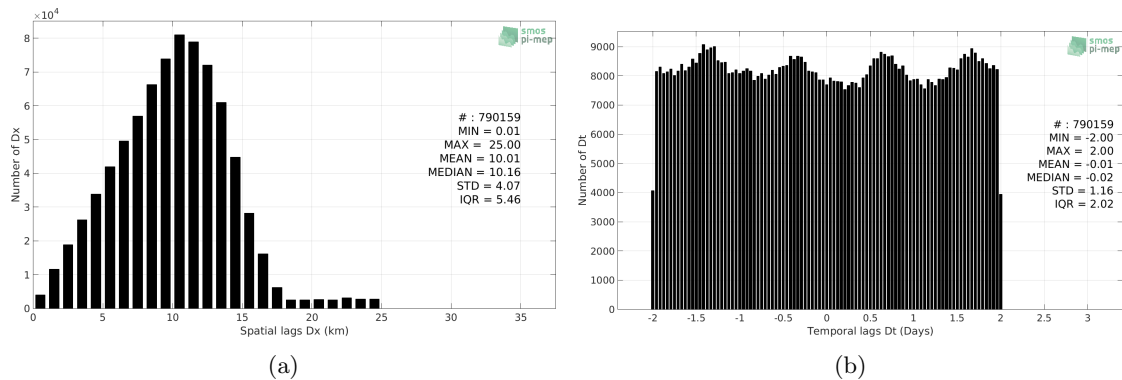 ×10⁴
8
7
6
5
4
3
2
1
0
Number of Dx
smos
pi-mep
# : 790159
MIN = 0.01
MAX = 25.00
MEAN = 10.01
MEDIAN = 10.16
STD = 4.07
IQR = 5.46
0 5 10 15 20 25 30 35
Spatial lags Dx (km)
(a)
9000
8000
7000
6000
5000
4000
3000
2000
1000
0
Number of Dt
smos
pi-mep
# : 790159
MIN = -2.00
MAX = 2.00
MEAN = -0.01
MEDIAN = -0.02
STD = 1.16
IQR = 2.02
-2 -1.5 -1 -0.5 0 0.5 1 1.5 2 2.5 3
Temporal lags Dt (Days)
(b)